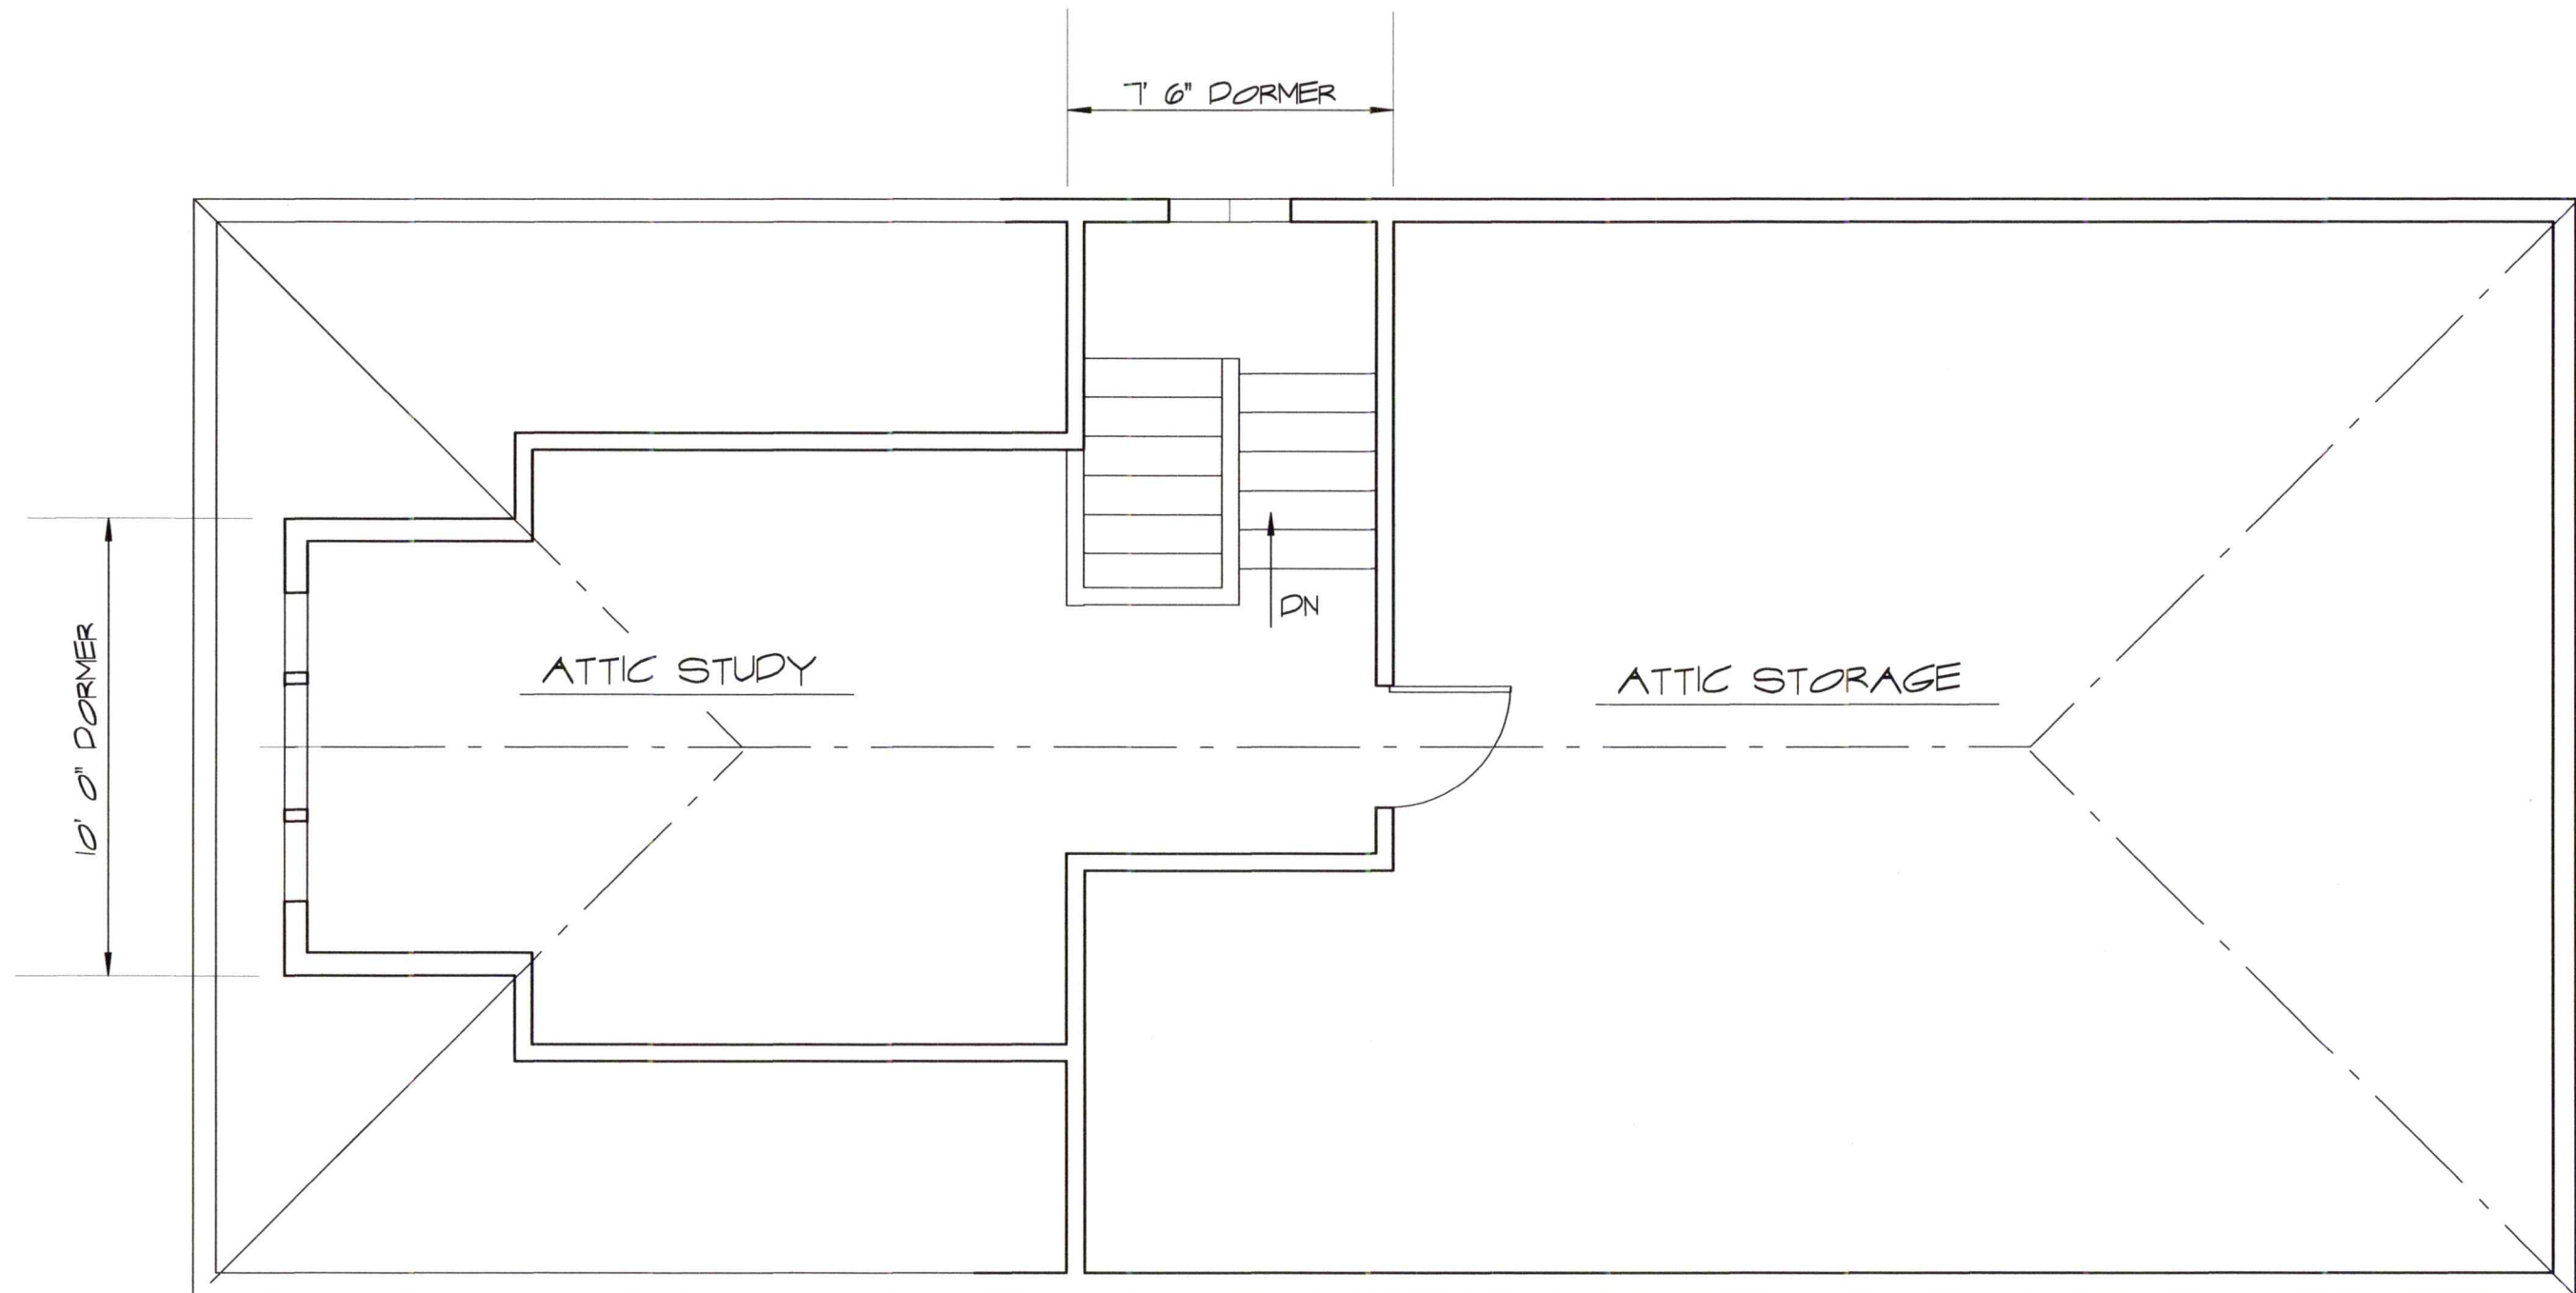 7' 6" DORMER
DN
ATTIC STUDY
ATTIC STORAGE
10' 0" DORMER